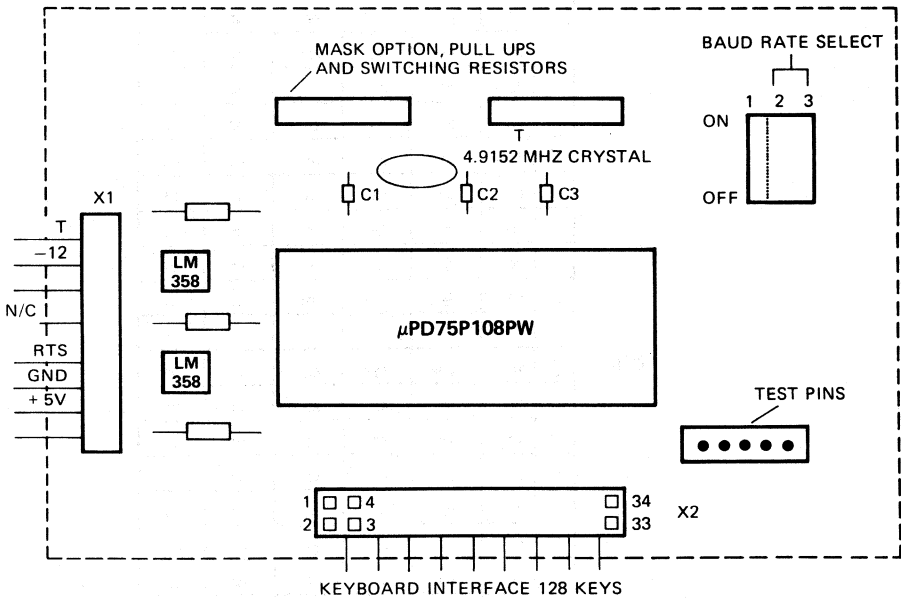 MASK OPTION, PULL UPS
AND SWITCHING RESISTORS
BAUD RATE SELECT
1 2 3
ON
OFF
T
4.9152 MHZ CRYSTAL
C1
C2
C3
X1
T
−12
N/C
RTS
GND
+ 5V
LM
358
LM
358
μPD75P108PW
TEST PINS
1 4
2 3
34
33
X2
KEYBOARD INTERFACE 128 KEYS